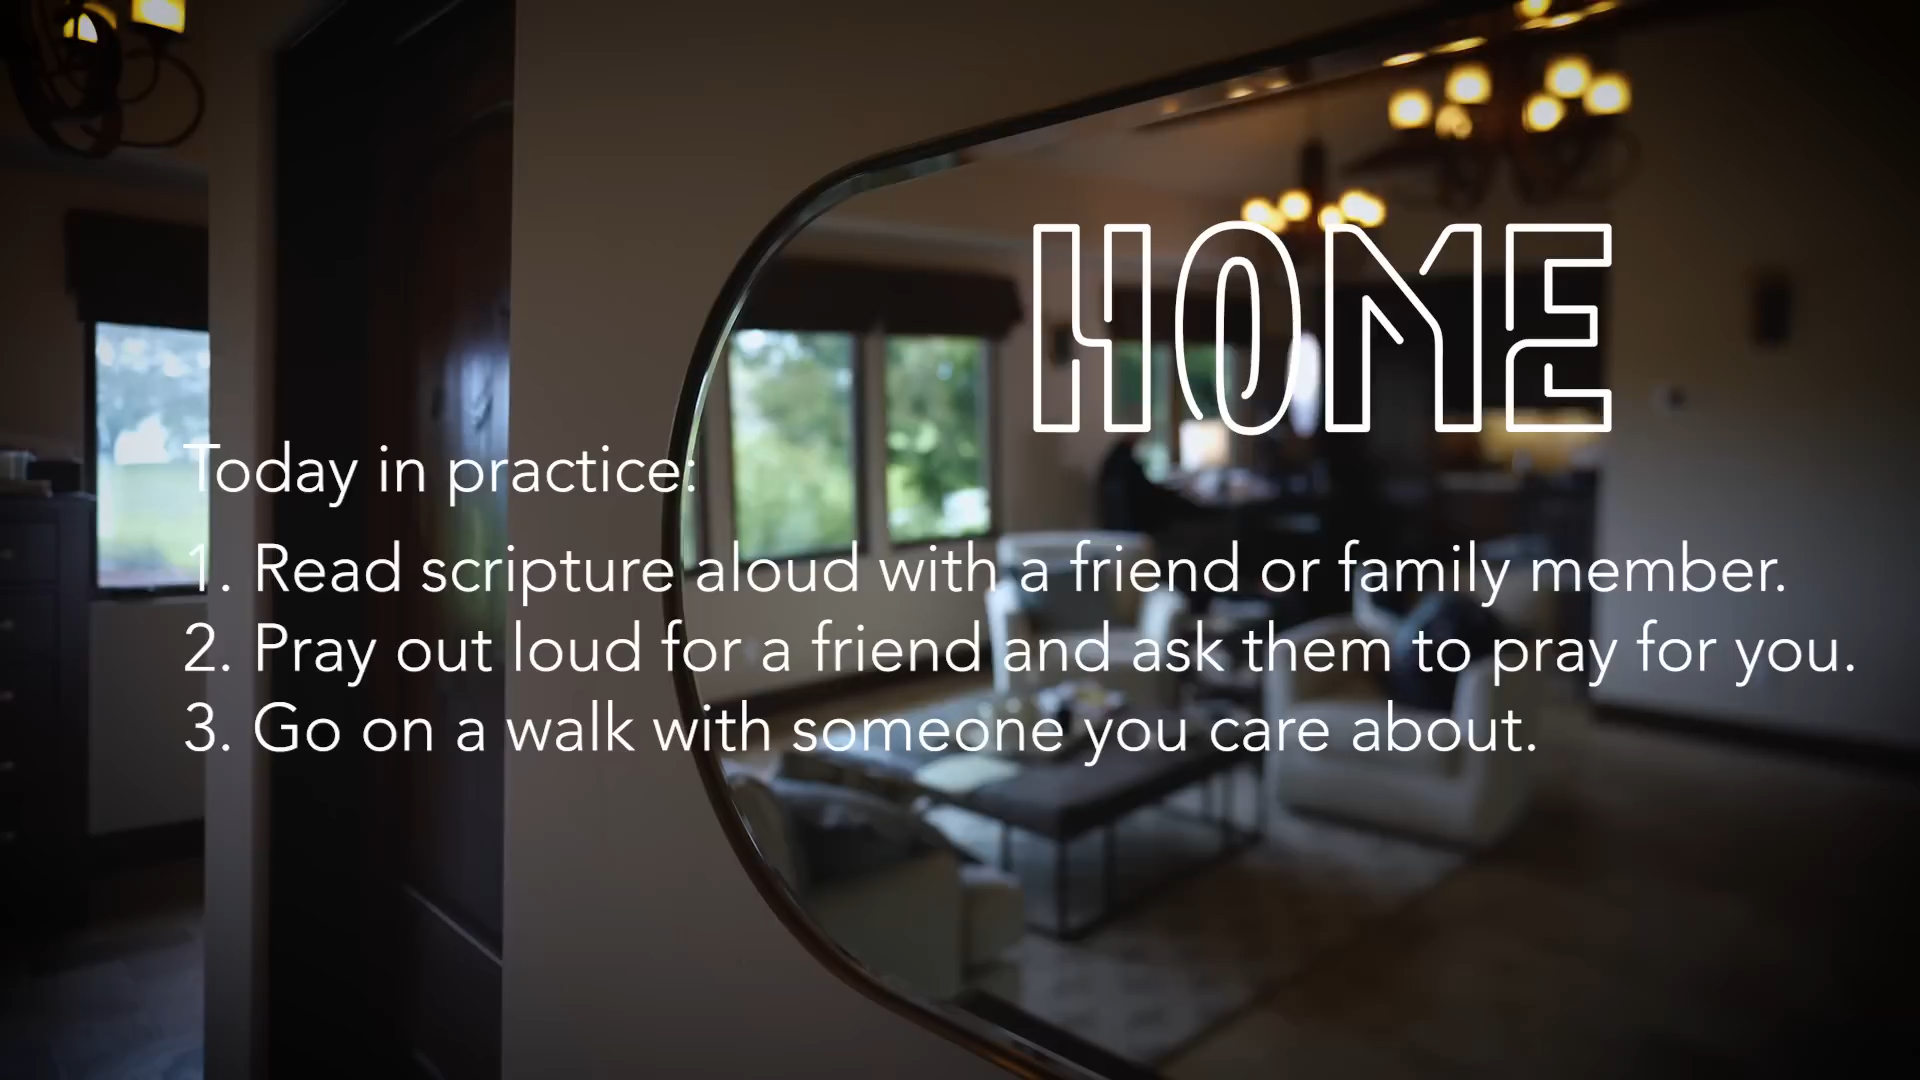 HOME
Today in practice:
1. Read scripture aloud with a friend or family member.
2. Pray out loud for a friend and ask them to pray for you.
3. Go on a walk with someone you care about.